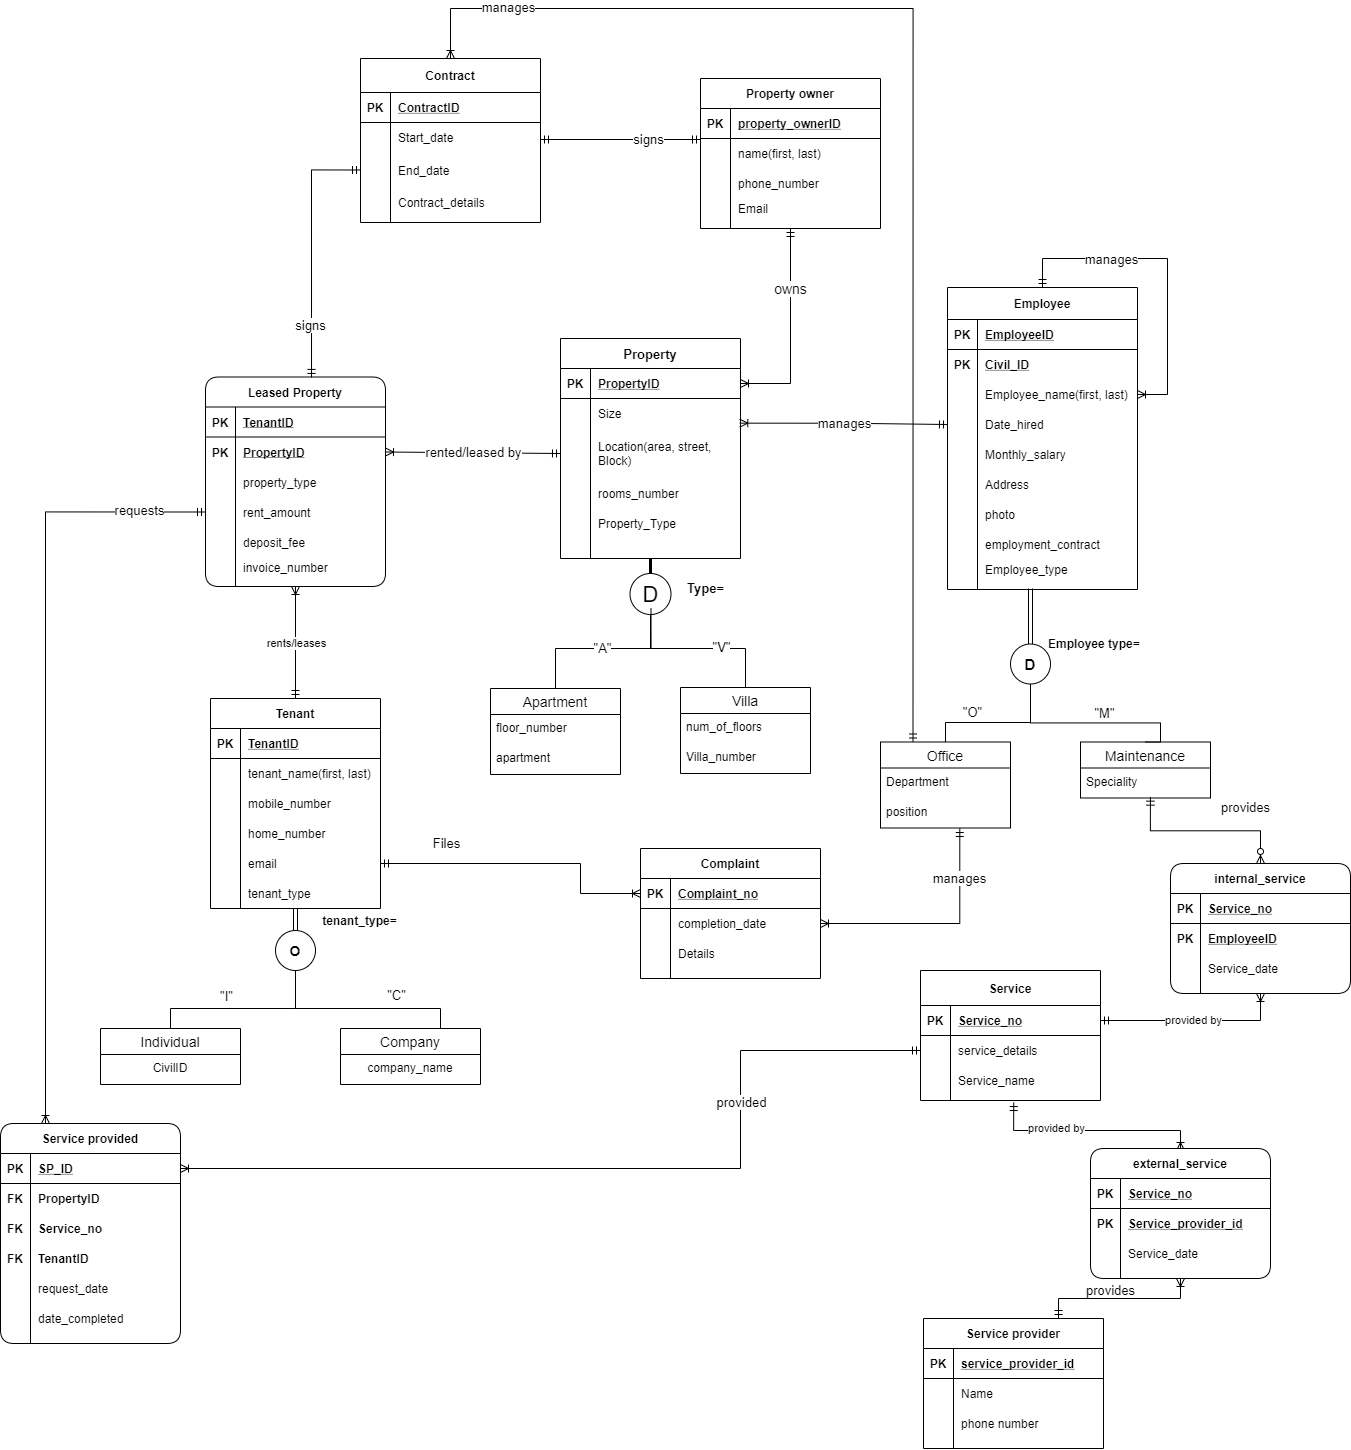 manages
Contract
PK ContractID
Start_date
End_date
Contract_details
signs
Property owner
PK property_ownerID
name(first, last)
phone_number
Email
owns
signs
manages
Employee
PK EmployeeID
PK Civil_ID
Employee_name(first, last)
Date_hired
Monthly_salary
Address
photo
employment_contract
Employee_type
Property
PK PropertyID
Size
Location(area, street,
Block)
rooms_number
Property_Type
manages
Leased Property
PK TenantID
PK PropertyID
property_type
rent_amount
deposit_fee
invoice_number
rented/leased by
requests
D
Type=
"A"
"V"
Apartment
floor_number
apartment
Villa
num_of_floors
Villa_number
Employee type=
D
"O"
"M"
Office
Department
position
Maintenance
Speciality
rents/leases
Tenant
PK TenantID
tenant_name(first, last)
mobile_number
home_number
email
tenant_type
tenant_type=
O
"I"
"C"
Individual
CivilID
Company
company_name
Files
Complaint
PK Complaint_no
completion_date
Details
manages
provides
internal_service
PK Service_no
PK EmployeeID
Service_date
provided by
Service
PK Service_no
service_details
Service_name
provided
provided by
Service provided
PK SP_ID
FK PropertyID
FK Service_no
FK TenantID
request_date
date_completed
external_service
PK Service_no
PK Service_provider_id
Service_date
provides
Service provider
PK service_provider_id
Name
phone number